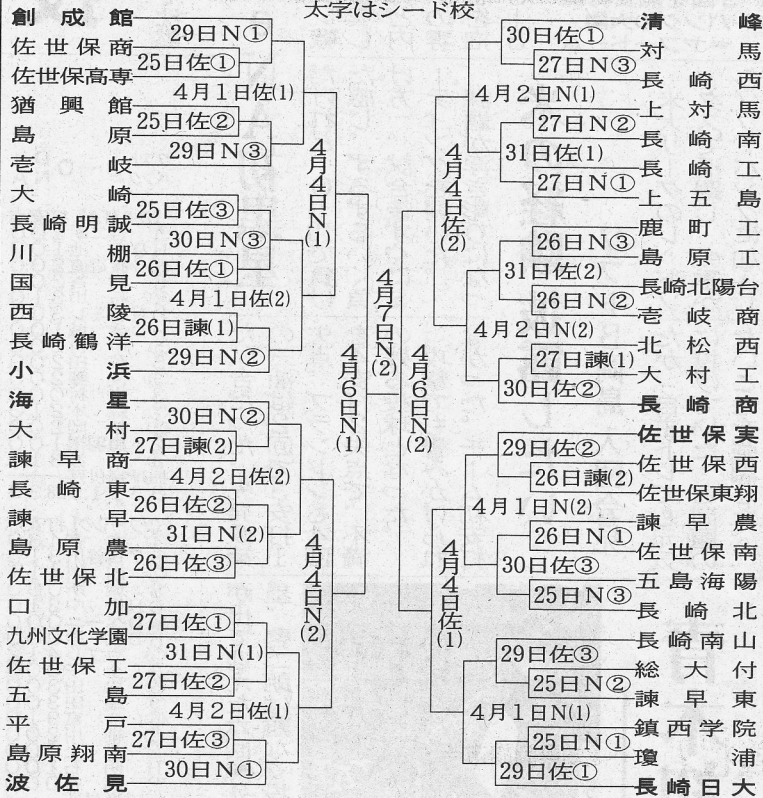 太字はシード校
創成館
佐世保商
佐世保高専
猶興館
島原
壱岐
大崎
長崎明誠
川棚
国見
西陵
長崎鶴洋
小浜
海星
大村
諫早商
長崎東
諫早
島原農
佐世保北
口加
九州文化学園
佐世保工
五島
平戸
島原翔南
波佐見
29日N①
25日佐①
4月1日佐(1)
25日佐②
29日N③
25日佐③
30日N③
26日佐①
4月1日佐(2)
26日諫(1)
29日N②
30日N②
27日諫(2)
4月2日佐(2)
26日佐②
31日N(2)
26日佐③
27日佐①
31日N(1)
27日佐②
4月2日佐(1)
27日佐③
30日N①
4月4日N(1)
4月4日N(2)
4月6日N(1)
4月7日N(2)
4月6日N(2)
4月4日佐(2)
4月4日佐(1)
30日佐①
27日N③
4月2日N(1)
27日N②
31日佐(1)
27日N①
26日N③
31日佐(2)
26日N②
4月2日N(2)
27日諫(1)
30日佐②
29日佐②
26日諫(2)
4月1日N(2)
26日N①
30日佐③
25日N③
29日佐③
25日N②
4月1日N(1)
25日N①
29日佐①
清峰
対馬
長崎西
上対馬
長崎南
長崎工
上五島
鹿町工
島原工
長崎北陽台
壱岐商
北松西
大村工
長崎商
佐世保実
佐世保西
佐世保東翔
諫早農
佐世保南
五島海陽
長崎北
長崎南山
総大付
諫早東
鎮西学院
瓊浦
長崎日大